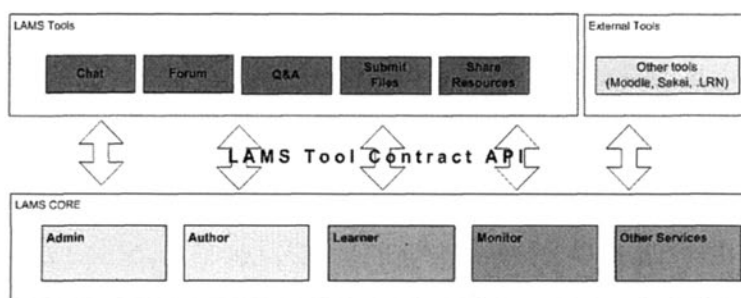 LAMS Tools
External Tools
Chat
Forum
Q&A
Submit
Files
Share
Resources
Other tools
(Moodle, Sakai, .LRN)
LAMS Tool Contract API
LAMS CORE
Admin
Author
Learner
Monitor
Other Services